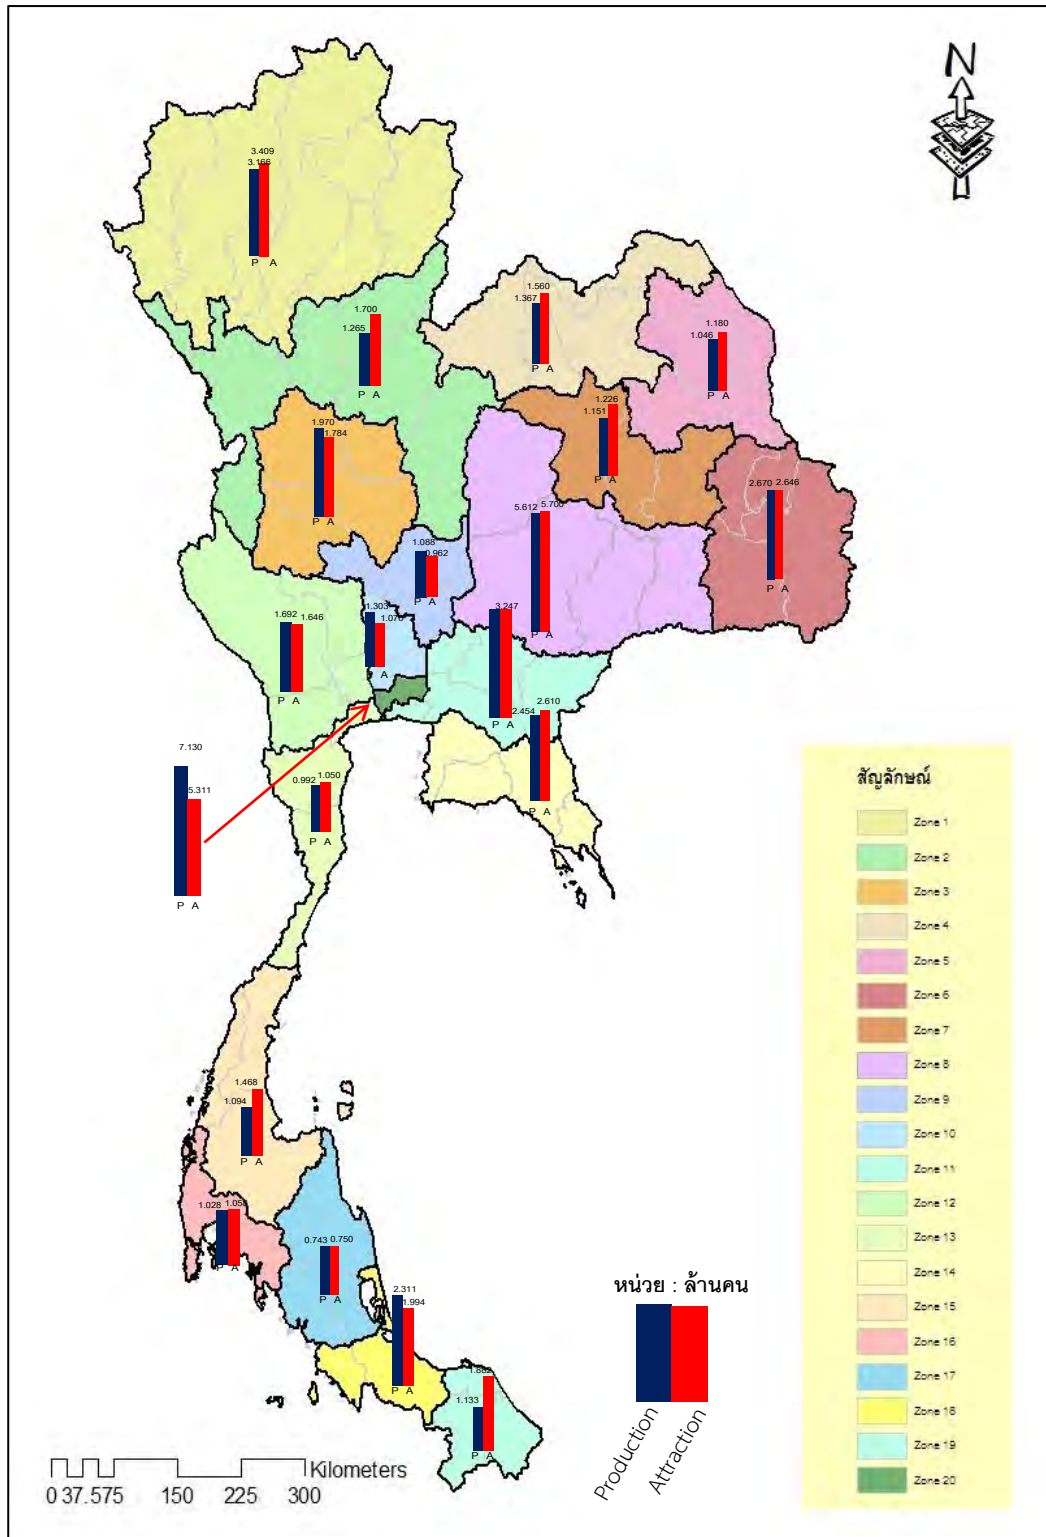 N
3.409
3.166
P A
1.560
1.367
P A
1.700
1.265
P A
1.180
1.046
P A
1.226
1.151
P A
1.970
1.784
P A
2.670 2.646
P A
5.612 5.700
P A
1.088
0.962
P A
1.303
1.070
P A
3.247
P A
1.692
1.646
P A
2.454
2.610
P A
7.130
5.311
P A
0.992
1.050
P A
1.468
1.094
P A
1.028
P A
0.743 0.750
P A
2.311
1.994
P A
1.133
P A
หน่วย : ล้านคน
Production
Attraction
สัญลักษณ์
Zone 1
Zone 2
Zone 3
Zone 4
Zone 5
Zone 6
Zone 7
Zone 8
Zone 9
Zone 10
Zone 11
Zone 12
Zone 13
Zone 14
Zone 15
Zone 16
Zone 17
Zone 18
Zone 19
Zone 20
Kilometers
0 37.575 150 225 300